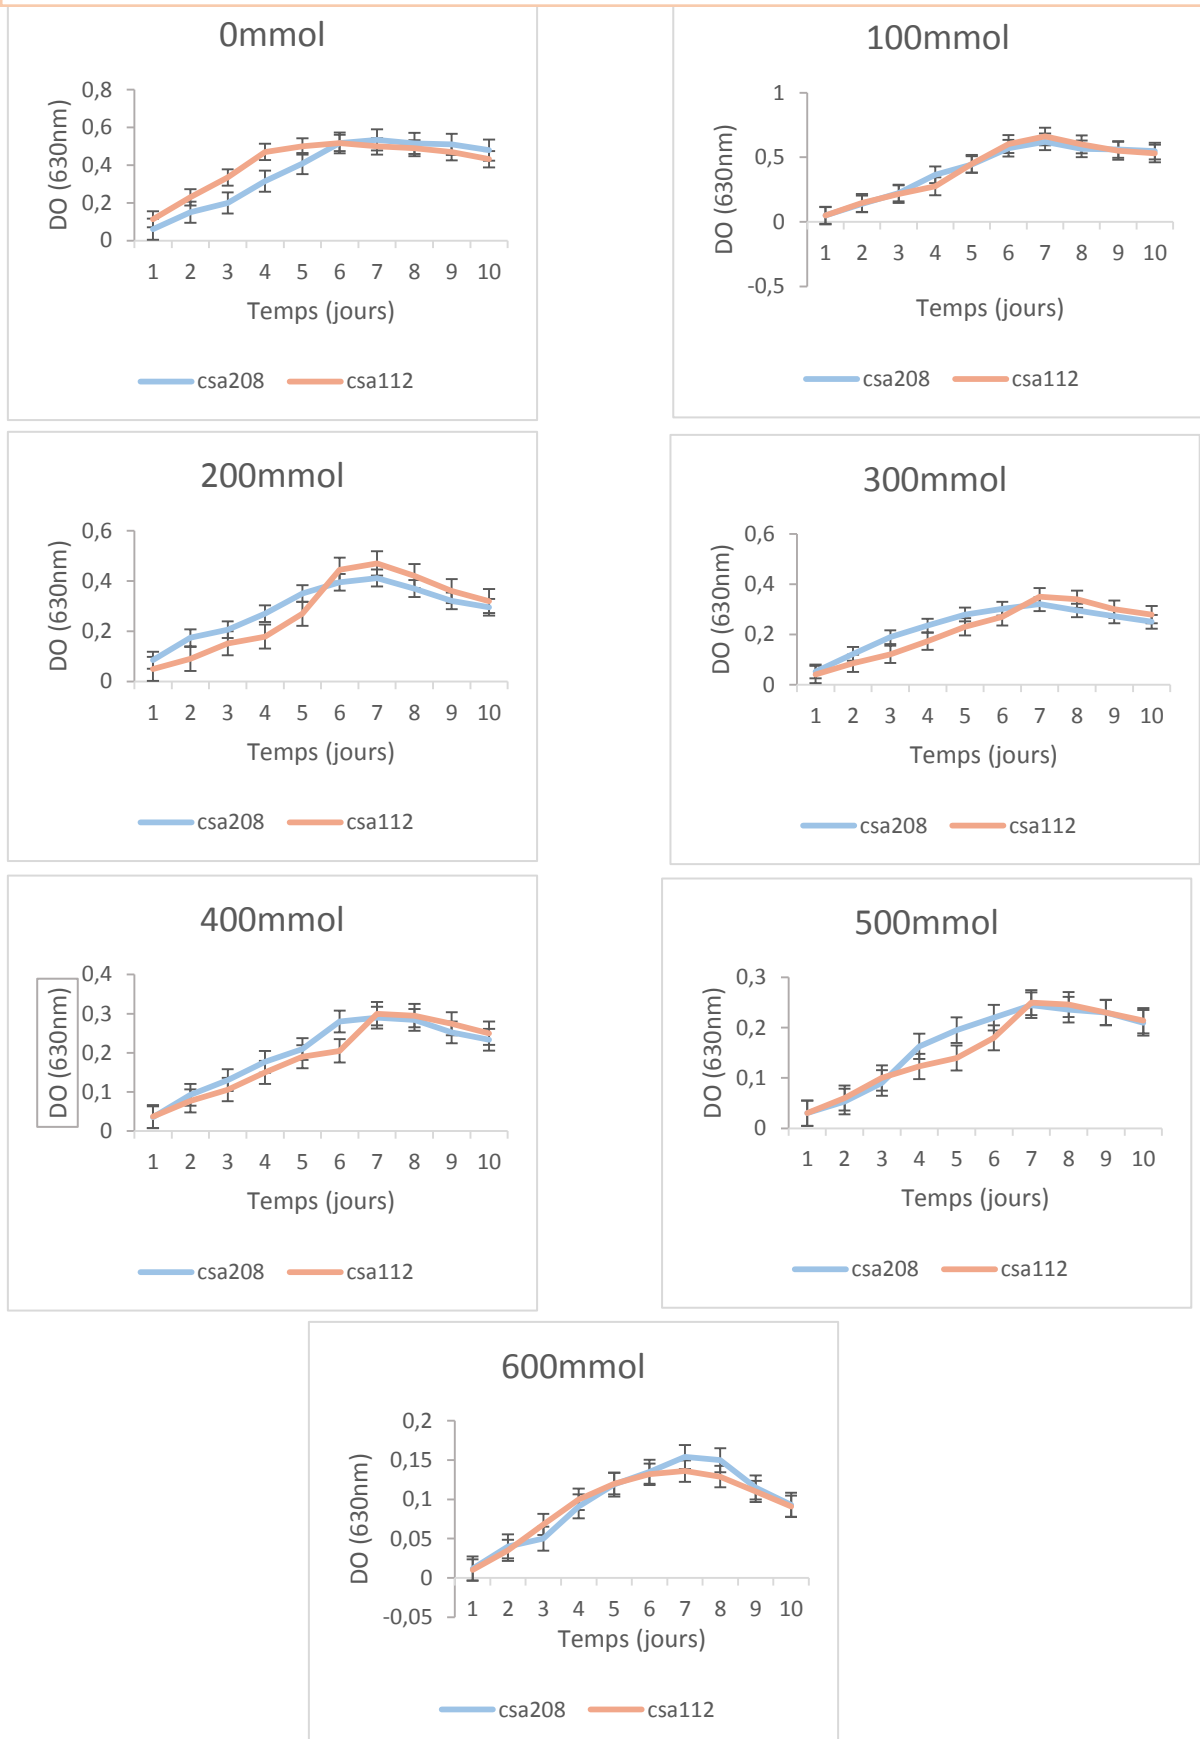 0mmol
0,8
0,6
0,4
0,2
0
DO (630nm)
1 2 3 4 5 6 7 8 9 10
Temps (jours)
csa208 csa112
100mmol
1
0,5
0
-0,5
DO (630nm)
1 2 3 4 5 6 7 8 9 10
Temps (jours)
csa208 csa112
200mmol
0,6
0,4
0,2
0
DO (630nm)
1 2 3 4 5 6 7 8 9 10
Temps (jours)
csa208 csa112
300mmol
0,6
0,4
0,2
0
DO (630nm)
1 2 3 4 5 6 7 8 9 10
Temps (jours)
csa208 csa112
400mmol
0,4
0,3
0,2
0,1
0
DO (630nm)
1 2 3 4 5 6 7 8 9 10
Temps (jours)
csa208 csa112
500mmol
0,3
0,2
0,1
0
DO (630nm)
1 2 3 4 5 6 7 8 9 10
Temps (jours)
csa208 csa112
600mmol
0,2
0,15
0,1
0,05
0
-0,05
DO (630nm)
1 2 3 4 5 6 7 8 9 10
Temps (jours)
csa208 csa112